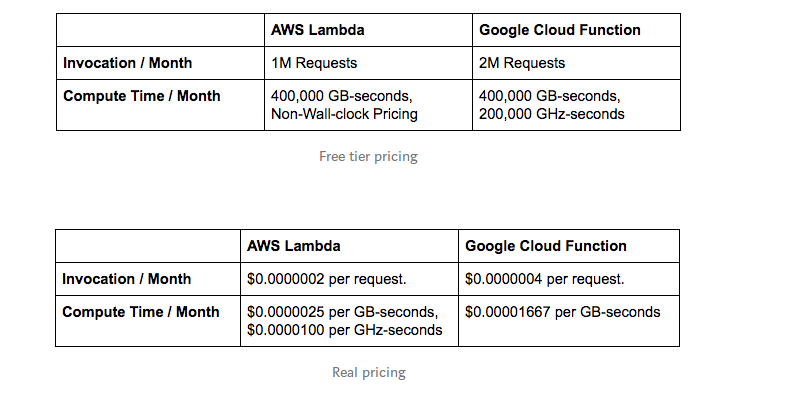 AWS Lambda Google Cloud Function
Invocation / Month 1M Requests 2M Requests
Compute Time / Month 400,000 GB-seconds, 400,000 GB-seconds,
Non-Wall-clock Pricing 200,000 GHz-seconds
Free tier pricing
AWS Lambda Google Cloud Function
Invocation / Month $0.0000002 per request. $0.0000004 per request.
Compute Time / Month $0.0000025 per GB-seconds, $0.00001667 per GB-seconds
$0.0000100 per GHz-seconds
Real pricing